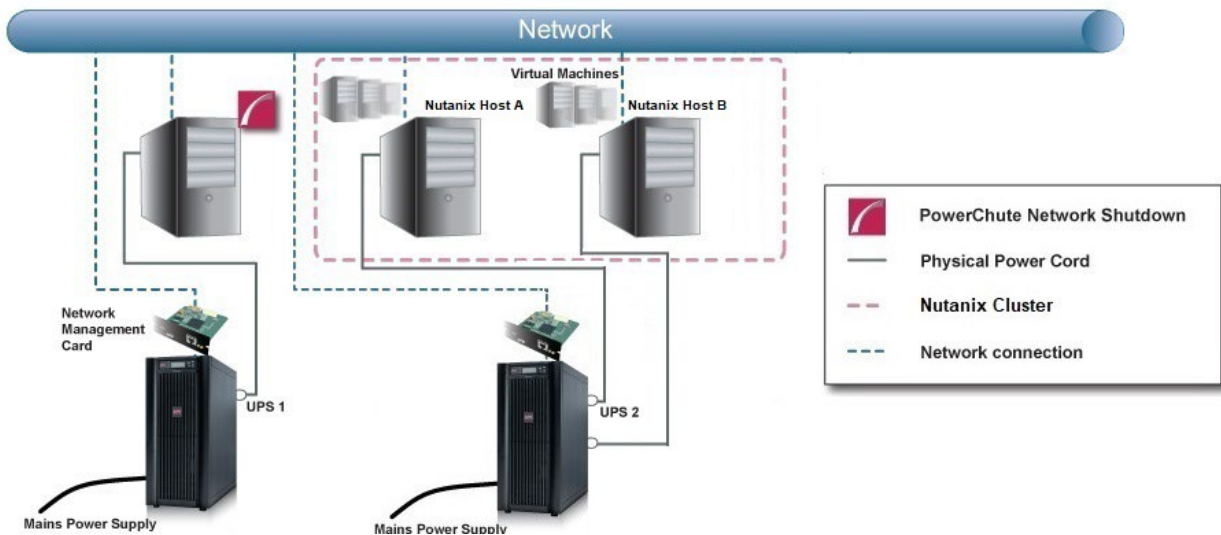 Network
Virtual Machines
Nutanix Host A
Nutanix Host B
PowerChute Network Shutdown
Physical Power Cord
Nutanix Cluster
Network connection
Network
Management
Card
UPS 1
UPS 2
Mains Power Supply
Mains Power Supply